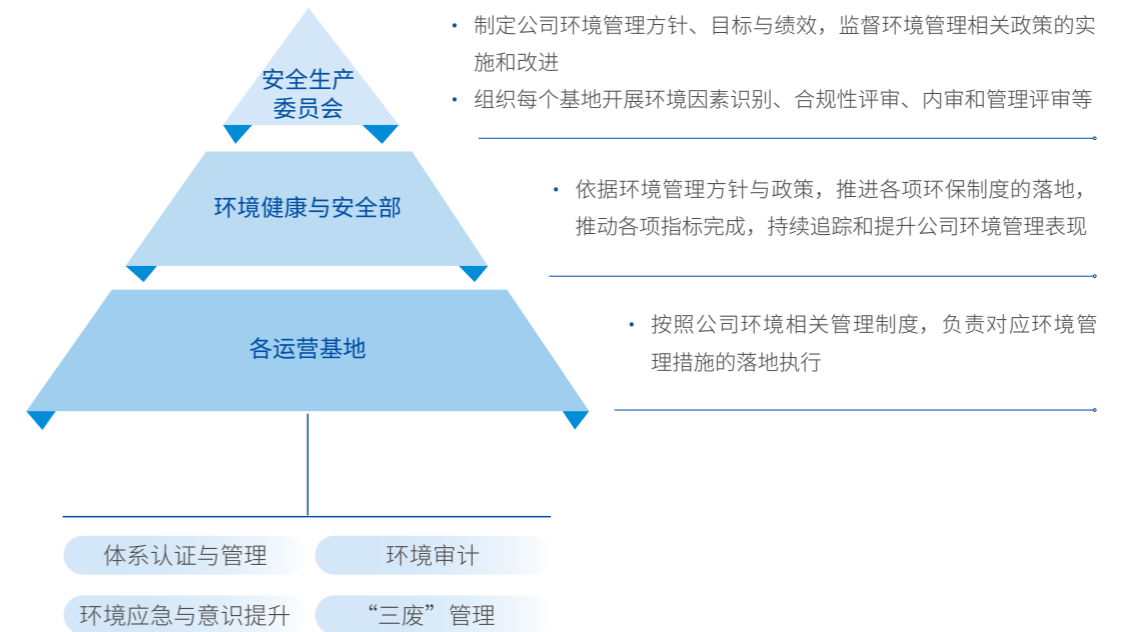 安全生产
委员会
• 制定公司环境管理方针、目标与绩效，监督环境管理相关政策的实
施和改进
• 组织每个基地开展环境因素识别、合规性评审、内审和管理评审等
环境健康与安全部
• 依据环境管理方针与政策，推进各项环保制度的落地，
推动各项指标完成，持续追踪和提升公司环境管理表现
各运营基地
• 按照公司环境相关管理制度，负责对应环境管
理措施的落地执行
体系认证与管理
环境审计
环境应急与意识提升
“三废”管理